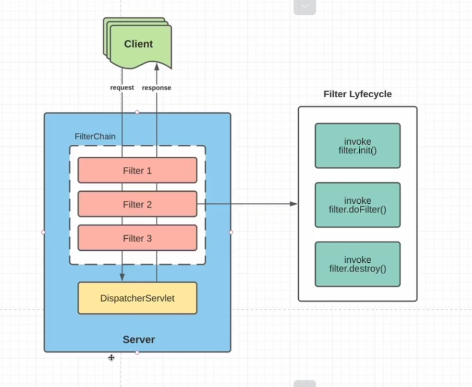 Client
request
response
FilterChain
Filter 1
Filter 2
Filter 3
DispatcherServlet
Server
Filter Lyfecycle
invoke
filter.init()
invoke
filter.doFilter()
invoke
filter.destroy()